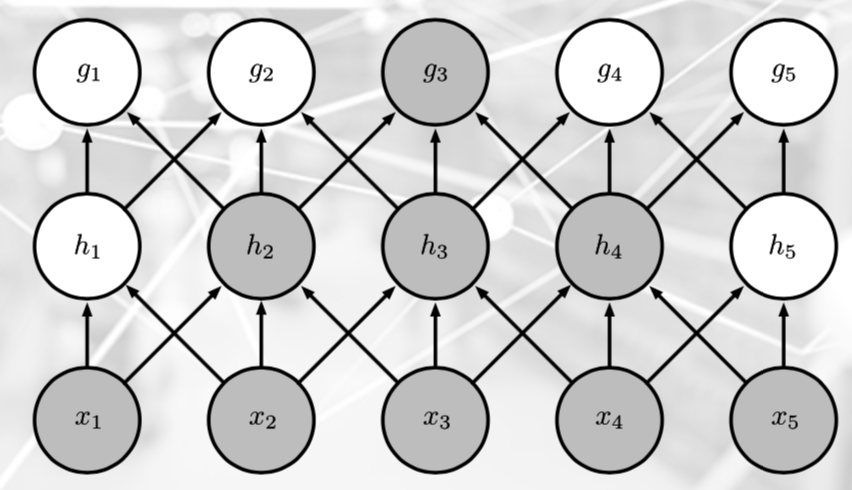 g₁ g₂ g₃ g₄ g₅
h₁ h₂ h₃ h₄ h₅
x₁ x₂ x₃ x₄ x₅